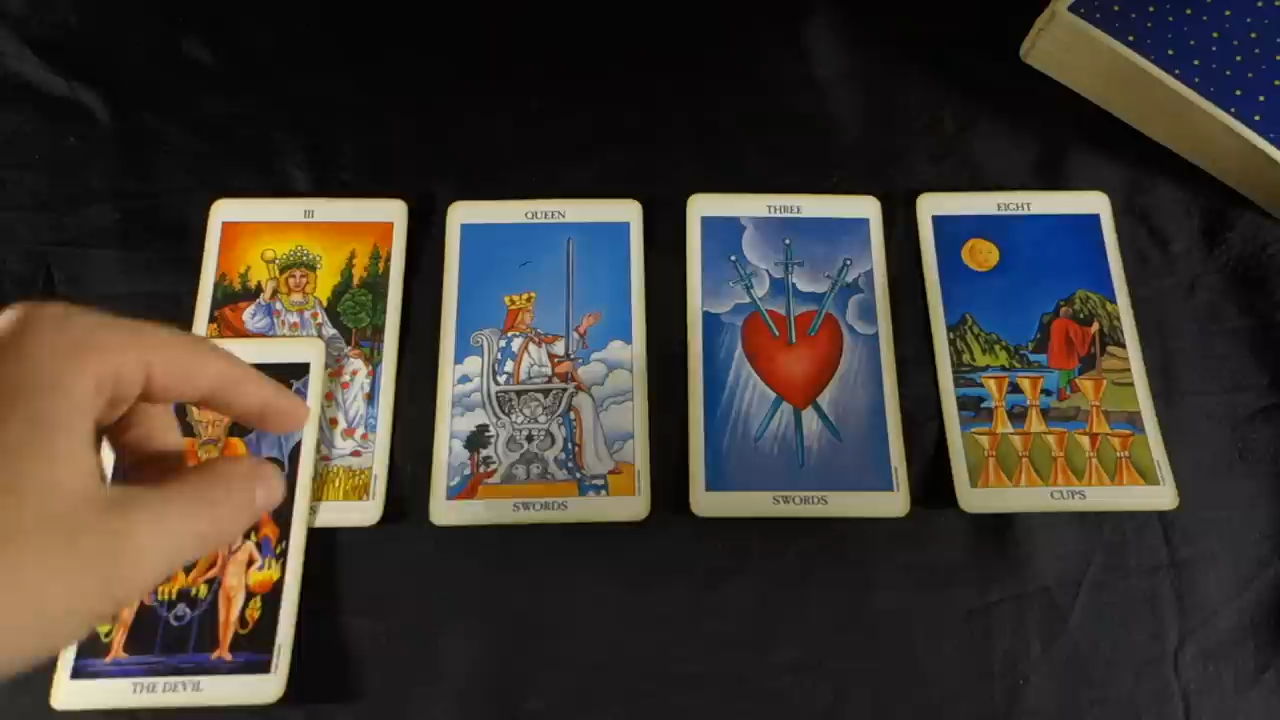 III
QUEEN
THREE
EIGHT
S
SWORDS
SWORDS
CUPS
THE DEVIL